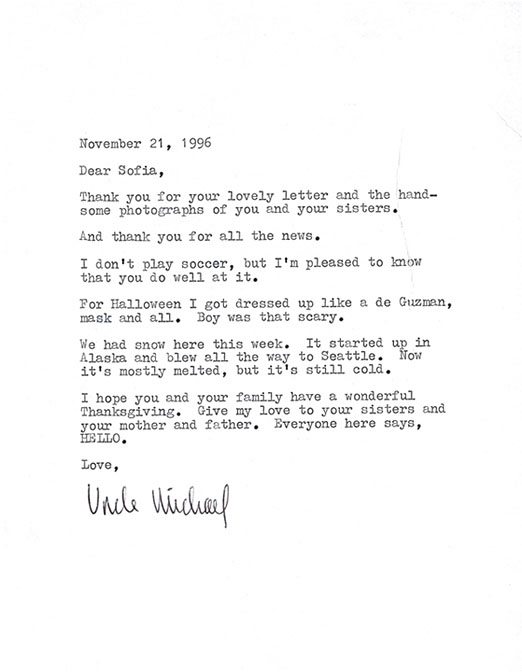 November 21, 1996
Dear Sofia,
Thank you for your lovely letter and the hand-
some photographs of you and your sisters.
And thank you for all the news.
I don't play soccer, but I'm pleased to know
that you do well at it.
For Halloween I got dressed up like a de Guzman,
mask and all. Boy was that scary.
We had snow here this week. It started up in
Alaska and blew all the way to Seattle. Now
it's mostly melted, but it's still cold.
I hope you and your family have a wonderful
Thanksgiving. Give my love to your sisters and
your mother and father. Everyone here says,
HELLO.
Love,
Uncle Michael